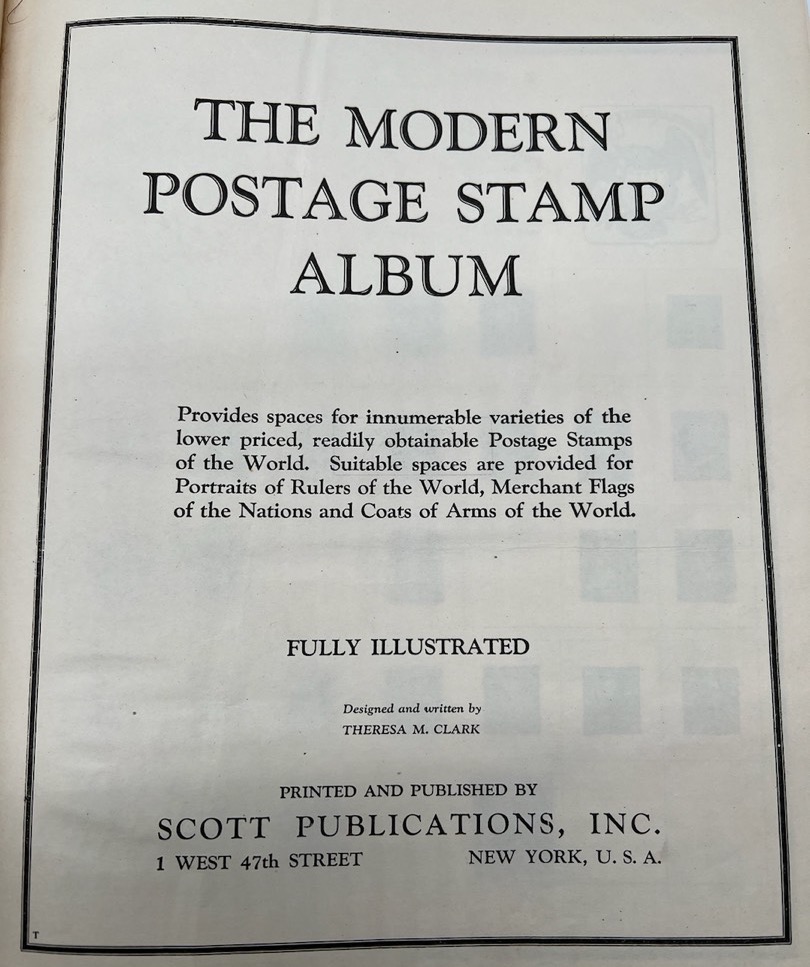 THE MODERN
POSTAGE STAMP
ALBUM
Provides spaces for innumerable varieties of the
lower priced, readily obtainable Postage Stamps
of the World. Suitable spaces are provided for
Portraits of Rulers of the World, Merchant Flags
of the Nations and Coats of Arms of the World.
FULLY ILLUSTRATED
Designed and written by
THERESA M. CLARK
PRINTED AND PUBLISHED BY
SCOTT PUBLICATIONS, INC.
1 WEST 47th STREET NEW YORK, U. S. A.
T